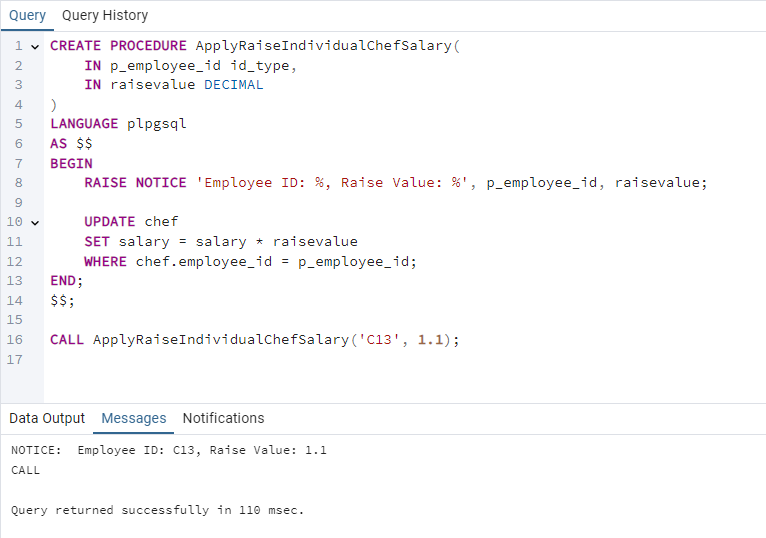 Query Query History
1 CREATE PROCEDURE ApplyRaiseIndividualChefSalary(
2 IN p_employee_id id_type,
3 IN raisevalue DECIMAL
4 )
5 LANGUAGE plpgsql
6 AS $$
7 BEGIN
8 RAISE NOTICE 'Employee ID: %, Raise Value: %', p_employee_id, raisevalue;
9
10 UPDATE chef
11 SET salary = salary * raisevalue
12 WHERE chef.employee_id = p_employee_id;
13 END;
14 $$;
15
16 CALL ApplyRaiseIndividualChefSalary('C13', 1.1);
17
Data Output Messages Notifications
NOTICE:  Employee ID: C13, Raise Value: 1.1
CALL
Query returned successfully in 110 msec.